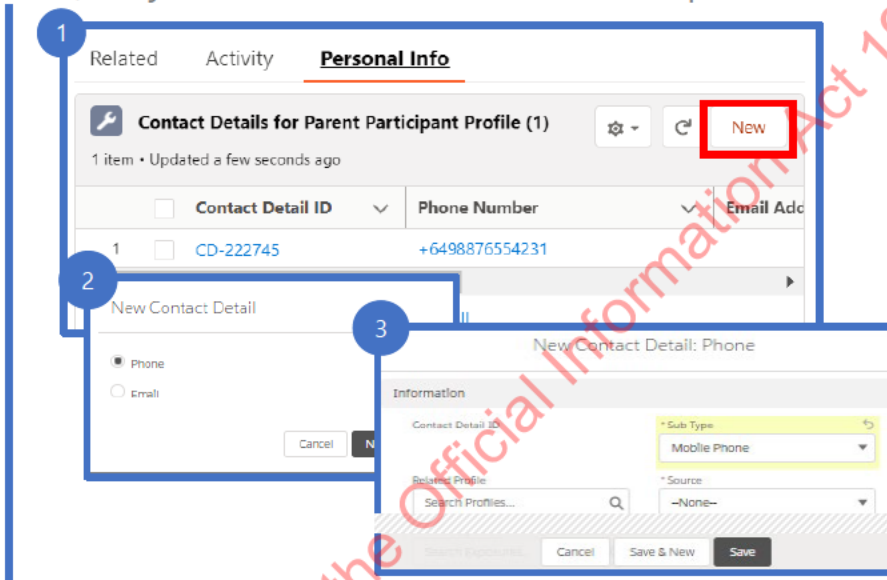 1
Related Activity Personal Info
Contact Details for Parent Participant Profile (1)
New
1 item • Updated a few seconds ago
Contact Detail ID Phone Number Email Add
1 CD-222745 +6498876554231
2
New Contact Detail
Phone
Email
Cancel N
3
New Contact Detail: Phone
Information
Contact Detail ID * Sub Type
Mobile Phone
Related Profile * Source
Search Profiles... --None--
Cancel Save & New Save
the Official Information Act 19